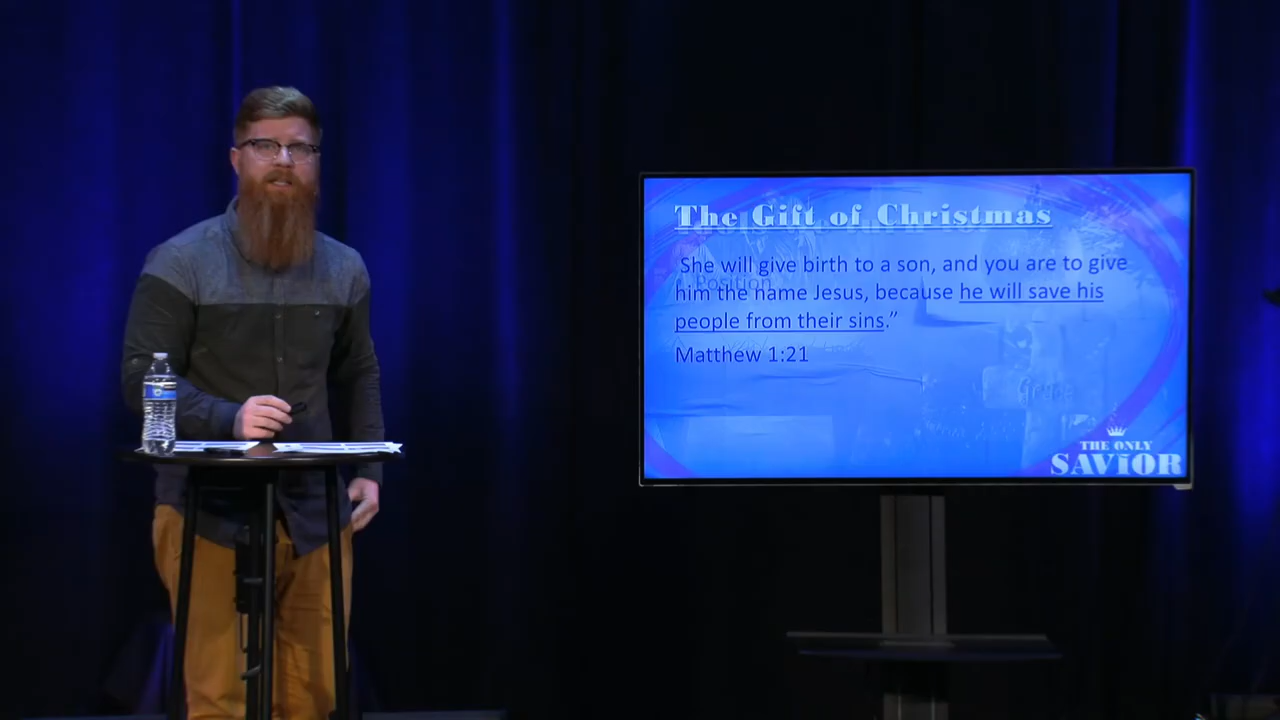 The Gift of Christmas
She will give birth to a son, and you are to give
Position
him the name Jesus, because he will save his
people from their sins.”
Matthew 1:21
THE ONLY
SAVIOR